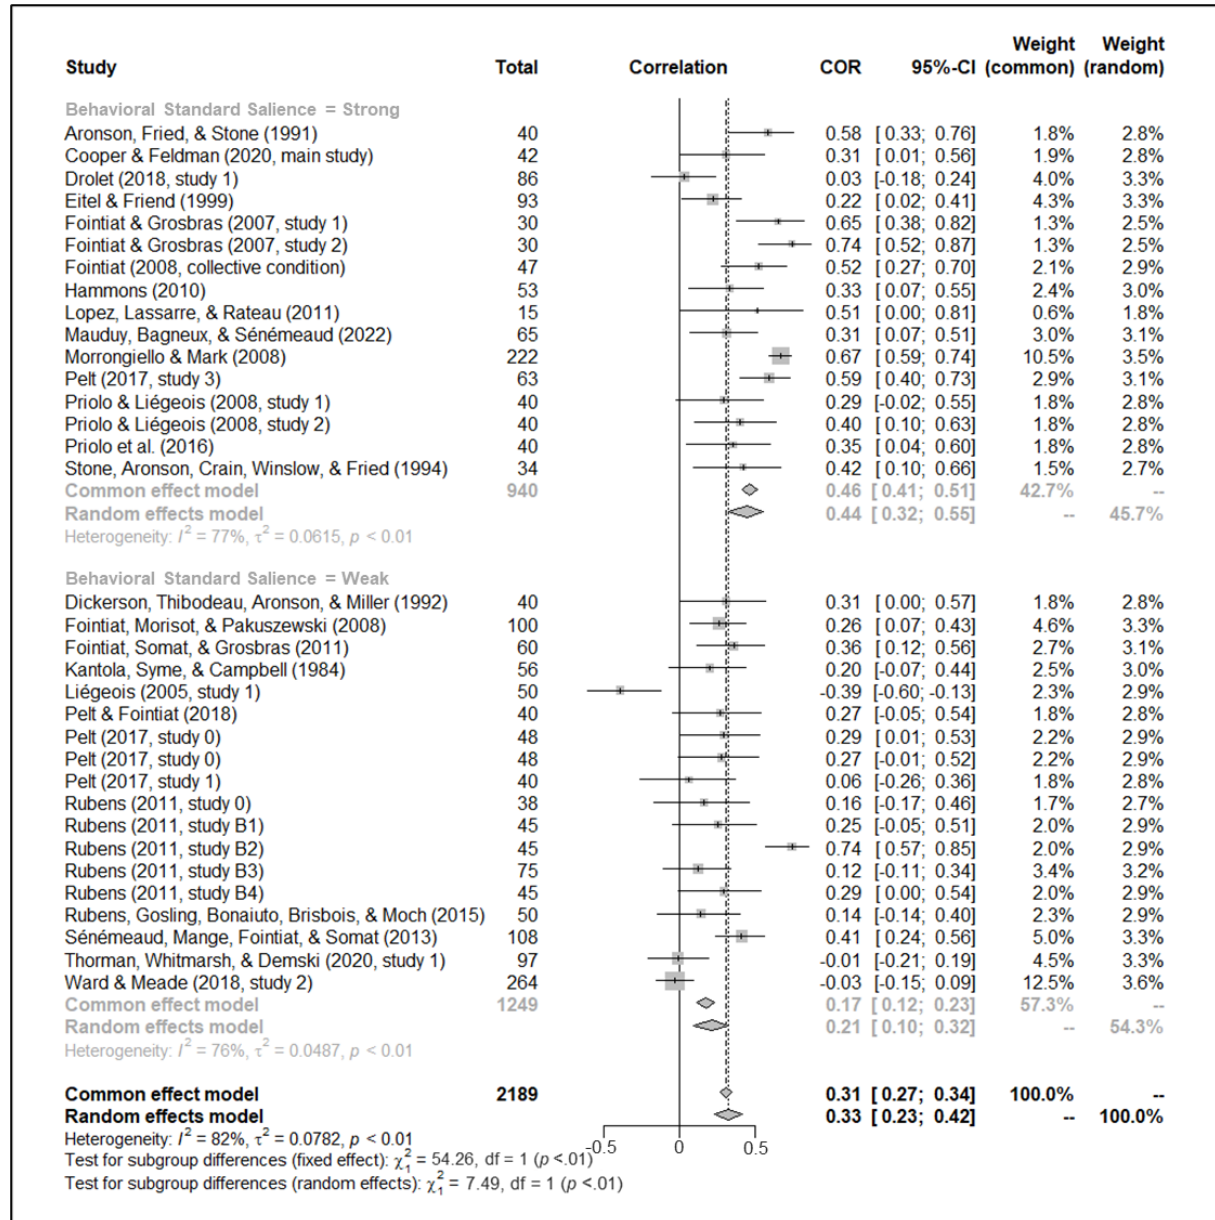 Weight Weight
Study Total Correlation COR 95%-CI (common) (random)
Behavioral Standard Salience = Strong
Aronson, Fried, & Stone (1991) 40 0.58 [0.33; 0.76] 1.8% 2.8%
Cooper & Feldman (2020, main study) 42 0.31 [0.01; 0.56] 1.9% 2.8%
Drolet (2018, study 1) 86 0.03 [-0.18; 0.24] 4.0% 3.3%
Eitel & Friend (1999) 93 0.22 [0.02; 0.41] 4.3% 3.3%
Fointiat & Grosbras (2007, study 1) 30 0.65 [0.38; 0.82] 1.3% 2.5%
Fointiat & Grosbras (2007, study 2) 30 0.74 [0.52; 0.87] 1.3% 2.5%
Fointiat (2008, collective condition) 47 0.52 [0.27; 0.70] 2.1% 2.9%
Hammons (2010) 53 0.33 [0.07; 0.55] 2.4% 3.0%
Lopez, Lassarre, & Rateau (2011) 15 0.51 [0.00; 0.81] 0.6% 1.8%
Mauduy, Bagneux, & Sénémeaud (2022) 65 0.31 [0.07; 0.51] 3.0% 3.1%
Morrongiello & Mark (2008) 222 0.67 [0.59; 0.74] 10.5% 3.5%
Pelt (2017, study 3) 63 0.59 [0.40; 0.73] 2.9% 3.1%
Priolo & Liégeois (2008, study 1) 40 0.29 [-0.02; 0.55] 1.8% 2.8%
Priolo & Liégeois (2008, study 2) 40 0.40 [0.10; 0.63] 1.8% 2.8%
Priolo et al. (2016) 40 0.35 [0.04; 0.60] 1.8% 2.8%
Stone, Aronson, Crain, Winslow, & Fried (1994) 34 0.42 [0.10; 0.66] 1.5% 2.7%
Common effect model 940 0.46 [0.41; 0.51] 42.7% --
Random effects model 0.44 [0.32; 0.55] -- 45.7%
Heterogeneity: I² = 77%, τ² = 0.0615, p < 0.01
Behavioral Standard Salience = Weak
Dickerson, Thibodeau, Aronson, & Miller (1992) 40 0.31 [0.00; 0.57] 1.8% 2.8%
Fointiat, Morisot, & Pakuszewski (2008) 100 0.26 [0.07; 0.43] 4.6% 3.3%
Fointiat, Somat, & Grosbras (2011) 60 0.36 [0.12; 0.56] 2.7% 3.1%
Kantola, Syme, & Campbell (1984) 56 0.20 [-0.07; 0.44] 2.5% 3.0%
Liégeois (2005, study 1) 50 -0.39 [-0.60; -0.13] 2.3% 2.9%
Pelt & Fointiat (2018) 40 0.27 [-0.05; 0.54] 1.8% 2.8%
Pelt (2017, study 0) 48 0.29 [0.01; 0.53] 2.2% 2.9%
Pelt (2017, study 0) 48 0.27 [-0.01; 0.52] 2.2% 2.9%
Pelt (2017, study 1) 40 0.06 [-0.26; 0.36] 1.8% 2.8%
Rubens (2011, study 0) 38 0.16 [-0.17; 0.46] 1.7% 2.7%
Rubens (2011, study B1) 45 0.25 [-0.05; 0.51] 2.0% 2.9%
Rubens (2011, study B2) 45 0.74 [0.57; 0.85] 2.0% 2.9%
Rubens (2011, study B3) 75 0.12 [-0.11; 0.34] 3.4% 3.2%
Rubens (2011, study B4) 45 0.29 [0.00; 0.54] 2.0% 2.9%
Rubens, Gosling, Bonaiuto, Brisbois, & Moch (2015) 50 0.14 [-0.14; 0.40] 2.3% 2.9%
Sénémeaud, Mange, Fointiat, & Somat (2013) 108 0.41 [0.24; 0.56] 5.0% 3.3%
Thorman, Whitmarsh, & Demski (2020, study 1) 97 -0.01 [-0.21; 0.19] 4.5% 3.3%
Ward & Meade (2018, study 2) 264 -0.03 [-0.15; 0.09] 12.5% 3.6%
Common effect model 1249 0.17 [0.12; 0.23] 57.3% --
Random effects model 0.21 [0.10; 0.32] -- 54.3%
Heterogeneity: I² = 76%, τ² = 0.0487, p < 0.01
Common effect model 2189 0.31 [0.27; 0.34] 100.0% --
Random effects model 0.33 [0.23; 0.42] -- 100.0%
Heterogeneity: I² = 82%, τ² = 0.0782, p < 0.01
-0.5 0 0.5
Test for subgroup differences (fixed effect): χ²₁ = 54.26, df = 1 (p <.01)
Test for subgroup differences (random effects): χ²₁ = 7.49, df = 1 (p <.01)